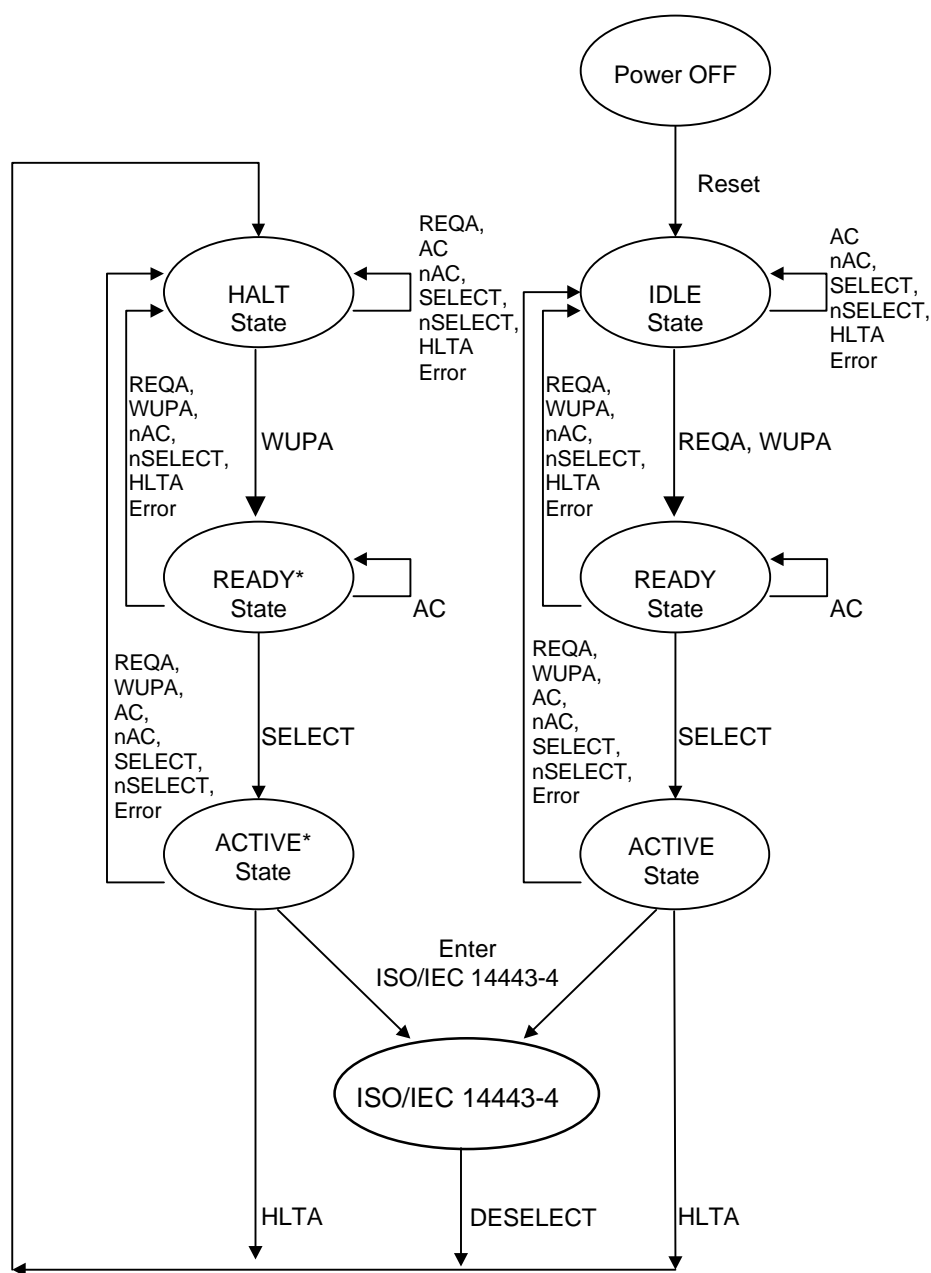 Power OFF
Reset
HALT
State
REQA,
AC
nAC,
SELECT,
nSELECT,
HLTA
Error
IDLE
State
AC
nAC,
SELECT,
nSELECT,
HLTA
Error
REQA,
WUPA,
nAC,
nSELECT,
HLTA
Error
WUPA
REQA,
WUPA,
nAC,
nSELECT,
HLTA
Error
REQA, WUPA
READY*
State
AC
READY
State
AC
REQA,
WUPA,
AC,
nAC,
SELECT,
nSELECT,
Error
SELECT
REQA,
WUPA,
AC,
nAC,
SELECT,
nSELECT,
Error
SELECT
ACTIVE*
State
ACTIVE
State
Enter
ISO/IEC 14443-4
ISO/IEC 14443-4
HLTA
DESELECT
HLTA